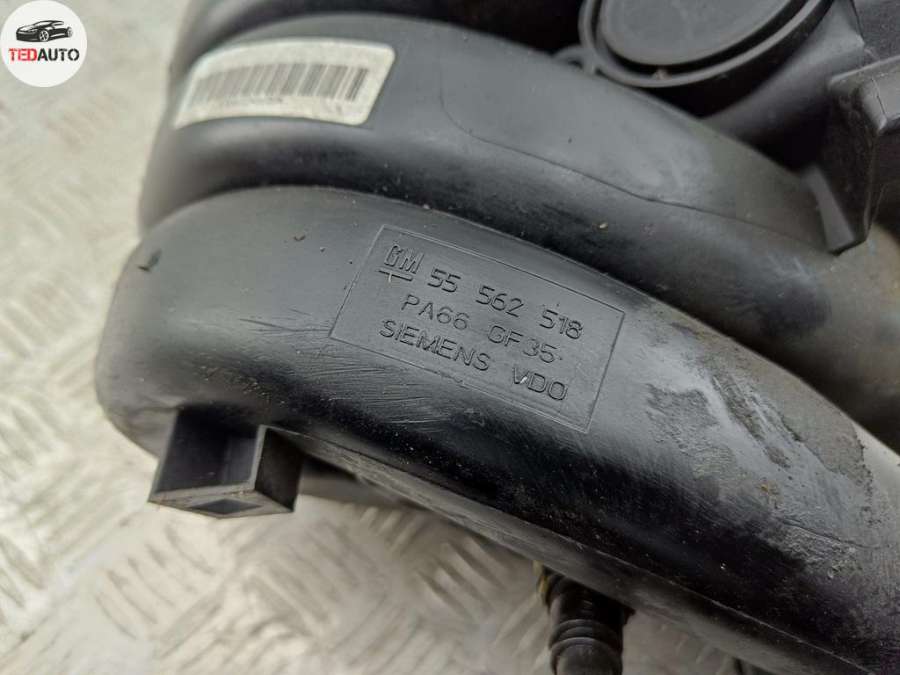 TEDAUTO
GM 55 562 518
PA66 GF35
SIEMENS VDO